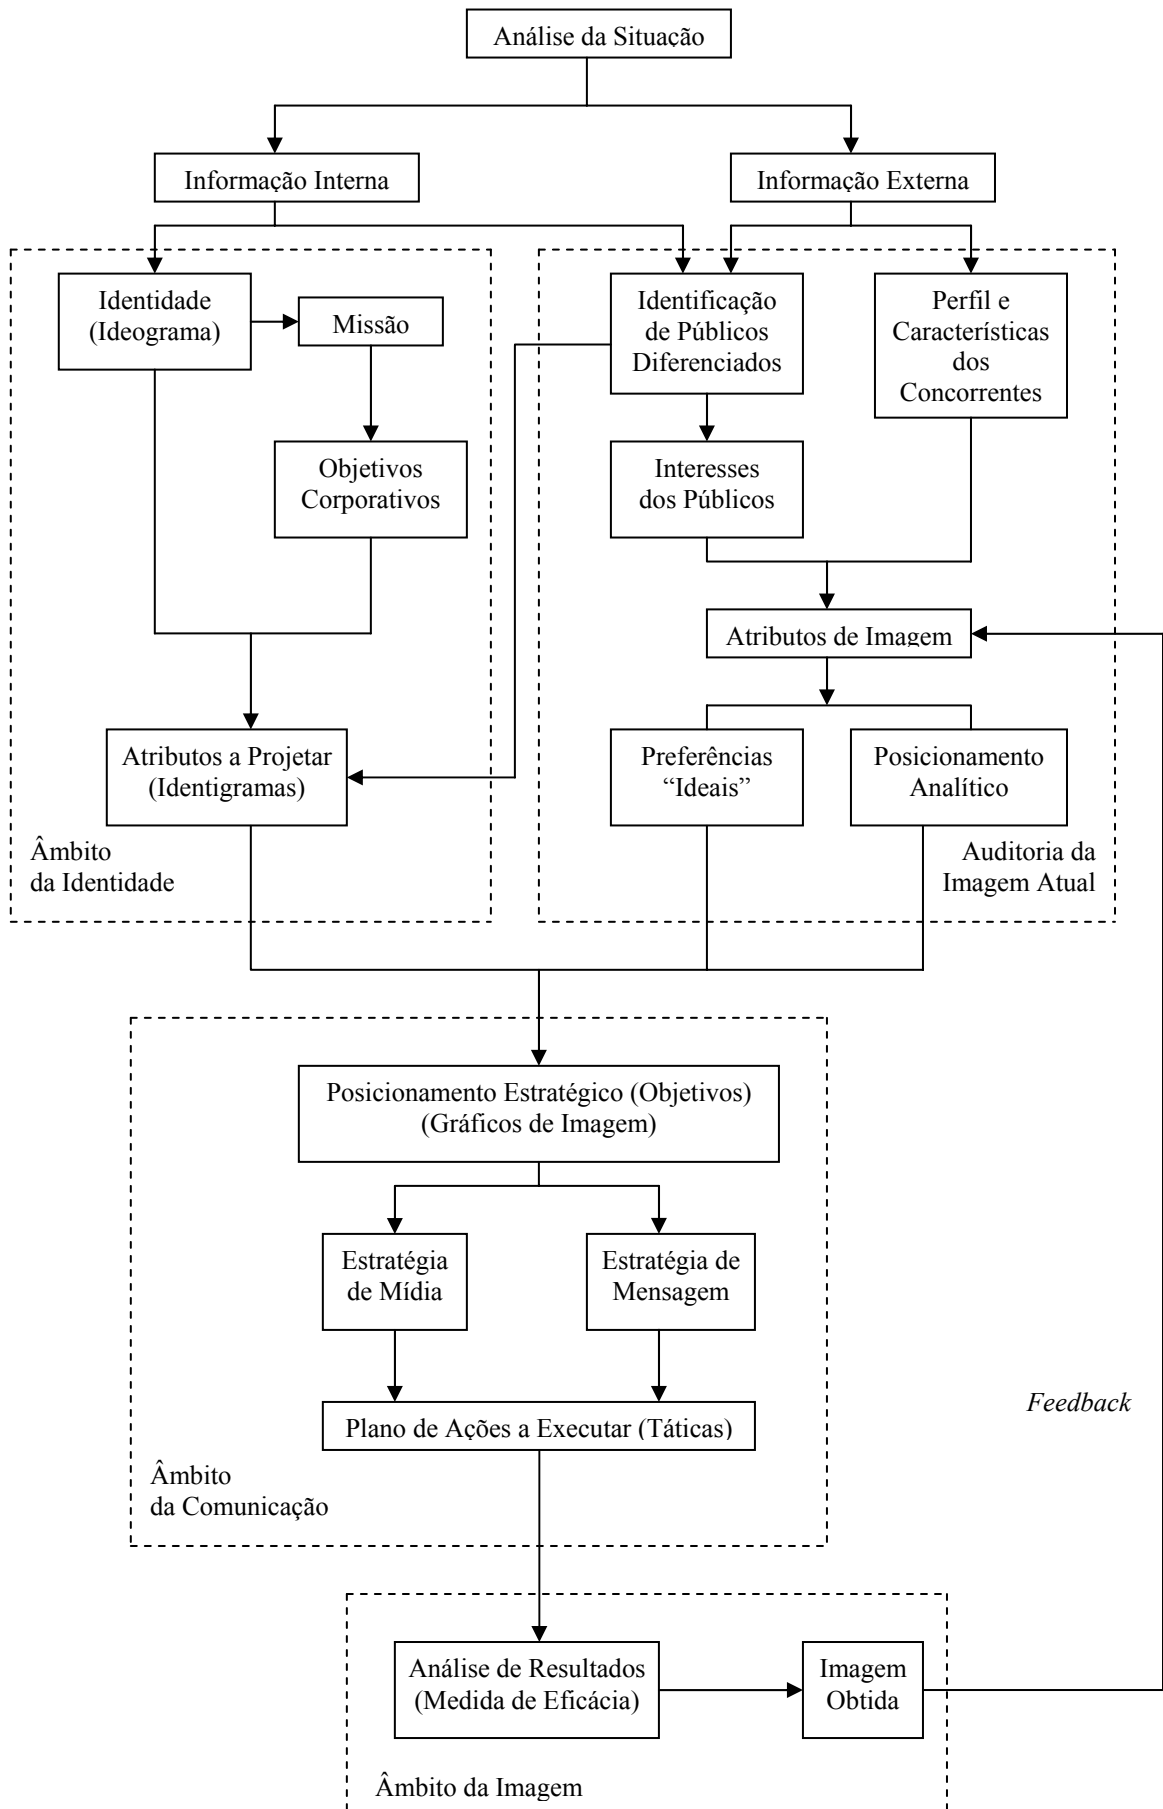 Análise da Situação
Informação Interna
Informação Externa
Identidade
(Ideograma)
Missão
Identificação
de Públicos
Diferenciados
Perfil e
Características
dos
Concorrentes
Objetivos
Corporativos
Interesses
dos Públicos
Atributos de Imagem
Atributos a Projetar
(Identigramas)
Preferências
“Ideais”
Posicionamento
Analítico
Âmbito
da Identidade
Auditoria da
Imagem Atual
Posicionamento Estratégico (Objetivos)
(Gráficos de Imagem)
Estratégia
de Mídia
Estratégia de
Mensagem
Plano de Ações a Executar (Táticas)
Feedback
Âmbito
da Comunicação
Análise de Resultados
(Medida de Eficácia)
Imagem
Obtida
Âmbito da Imagem